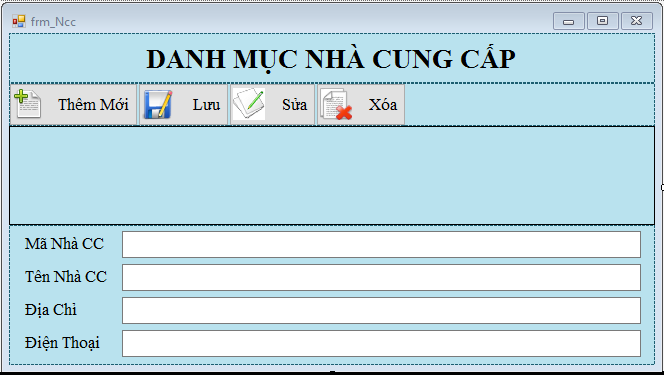 frm_Ncc
DANH MỤC NHÀ CUNG CẤP
Thêm Mới Lưu Sửa Xóa
Mã Nhà CC
Tên Nhà CC
Địa Chỉ
Điện Thoại